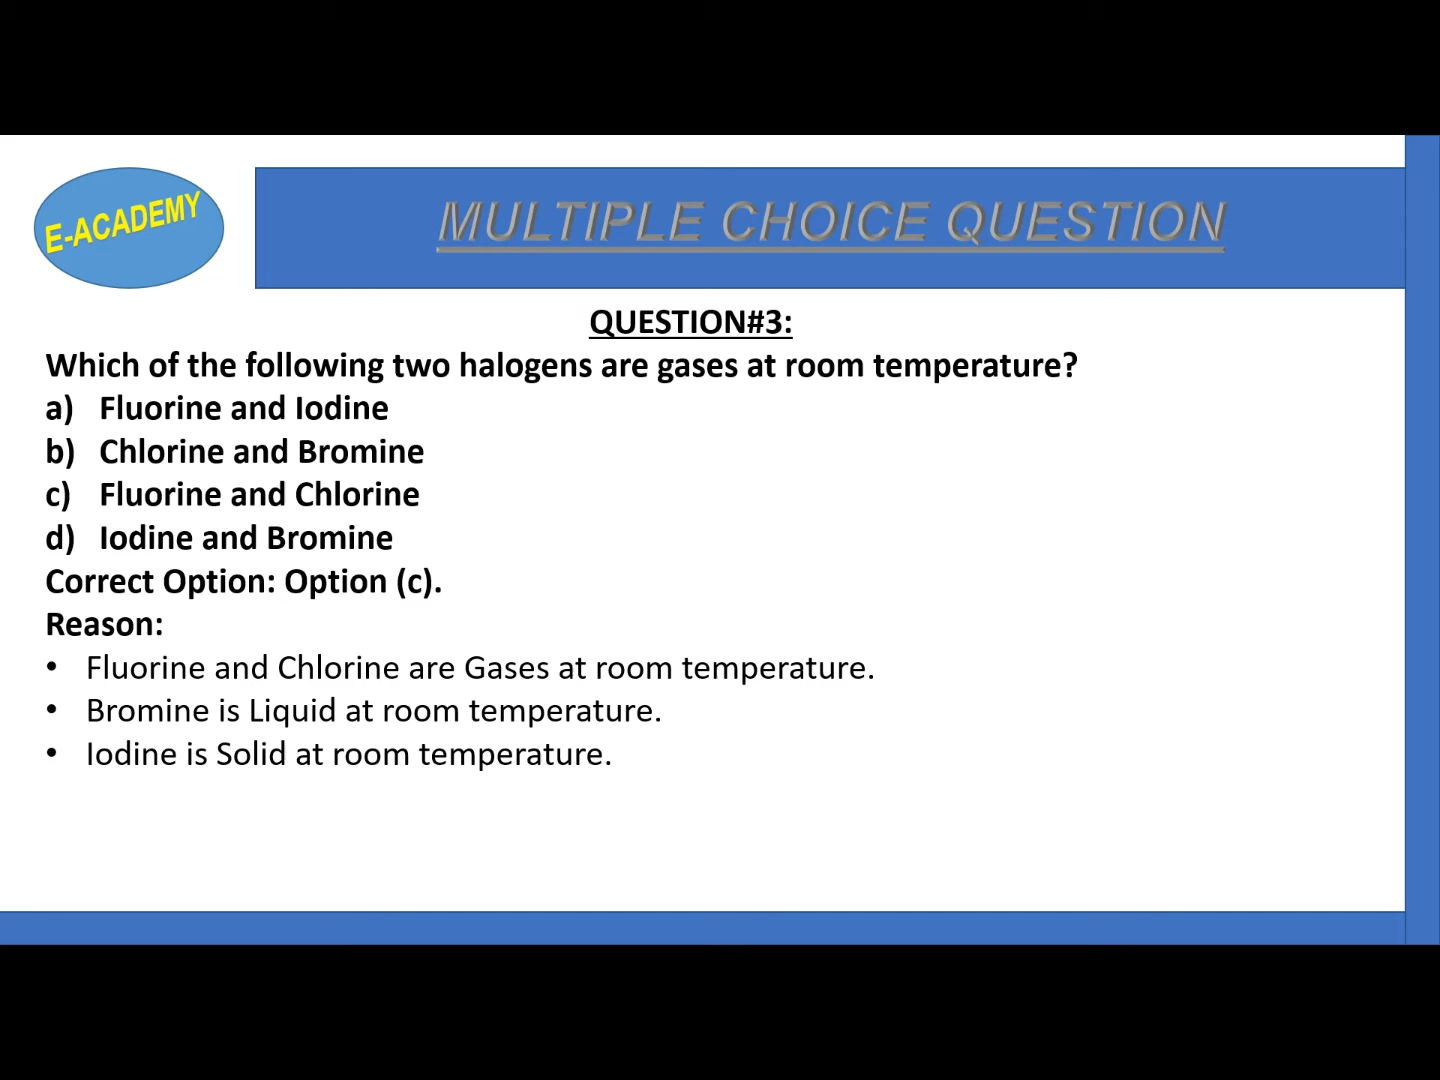 E-ACADEMY
MULTIPLE CHOICE QUESTION
QUESTION#3:
Which of the following two halogens are gases at room temperature?
a) Fluorine and Iodine
b) Chlorine and Bromine
c) Fluorine and Chlorine
d) Iodine and Bromine
Correct Option: Option (c).
Reason:
• Fluorine and Chlorine are Gases at room temperature.
• Bromine is Liquid at room temperature.
• Iodine is Solid at room temperature.